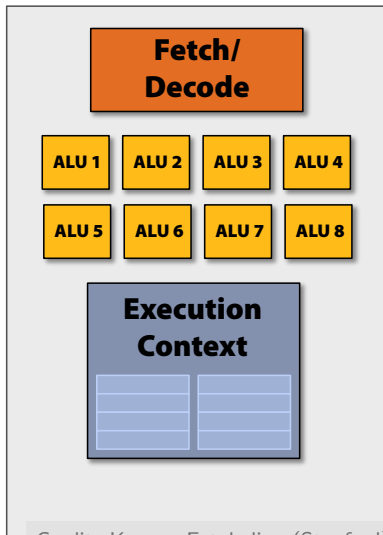 Fetch/
Decode
ALU 1 ALU 2 ALU 3 ALU 4
ALU 5 ALU 6 ALU 7 ALU 8
Execution
Context